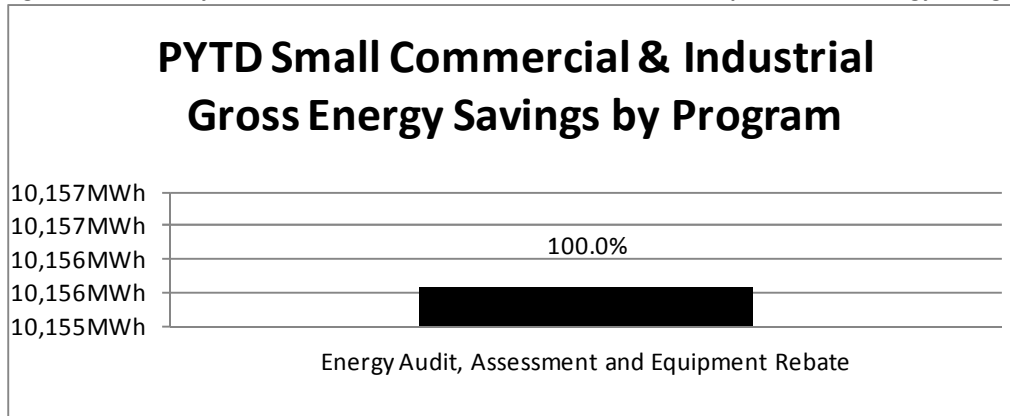 PYTD Small Commercial & Industrial
Gross Energy Savings by Program
10,157MWh
10,157MWh
100.0%
10,156MWh
10,156MWh
10,155MWh
Energy Audit, Assessment and Equipment Rebate